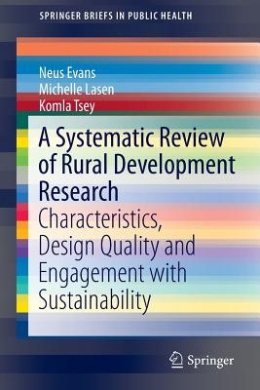 SPRINGER BRIEFS IN PUBLIC HEALTH
Neus Evans
Michelle Lasen
Komla Tsey
A Systematic Review
of Rural Development
Research
Characteristics,
Design Quality and
Engagement with
Sustainability
Springer